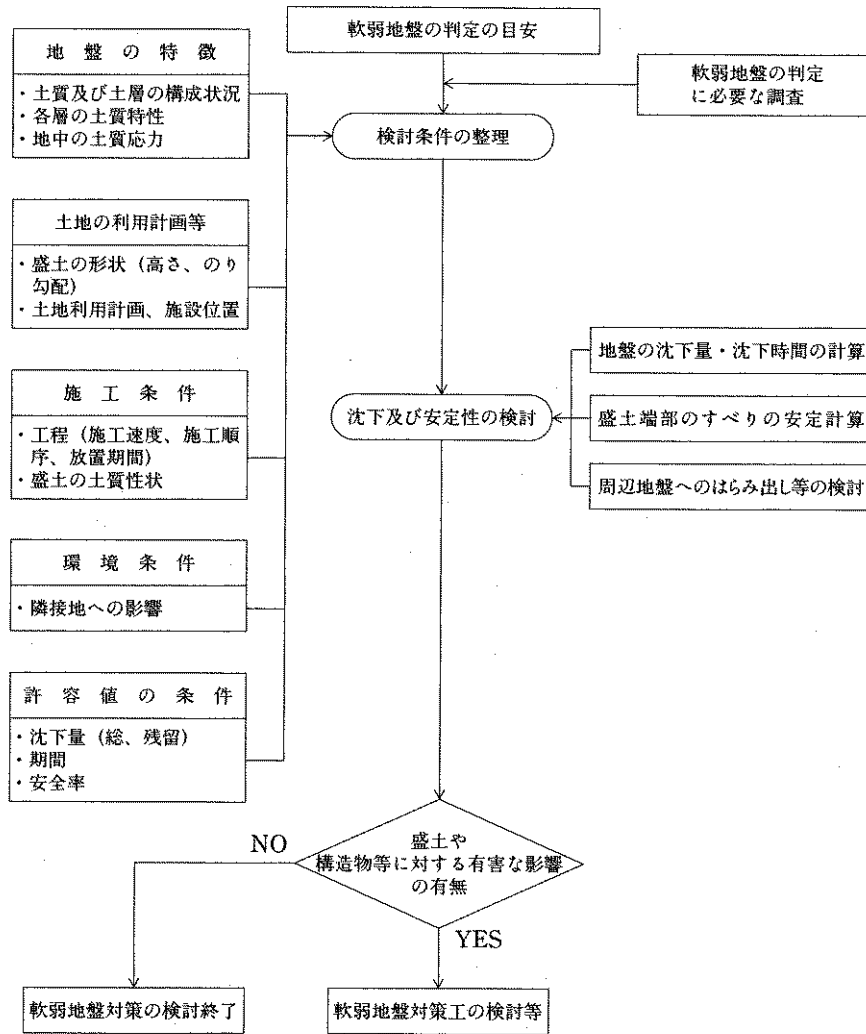 軟弱地盤の判定の目安
軟弱地盤の判定
に必要な調査
検討条件の整理
地盤の特徴
・土質及び土層の構成状況
・各層の土質特性
・地中の土質応力
土地の利用計画等
・盛土の形状（高さ、のり
勾配）
・土地利用計画、施設位置
施工条件
・工程（施工速度、施工順
序、放置期間）
・盛土の土質性状
環境条件
・隣接地への影響
許容値の条件
・沈下量（総、残留）
・期間
・安全率
沈下及び安定性の検討
地盤の沈下量・沈下時間の計算
盛土端部のすべりの安定計算
周辺地盤へのはらみ出し等の検討
盛土や
構造物等に対する有害な影響
の有無
NO
YES
軟弱地盤対策の検討終了
軟弱地盤対策工の検討等